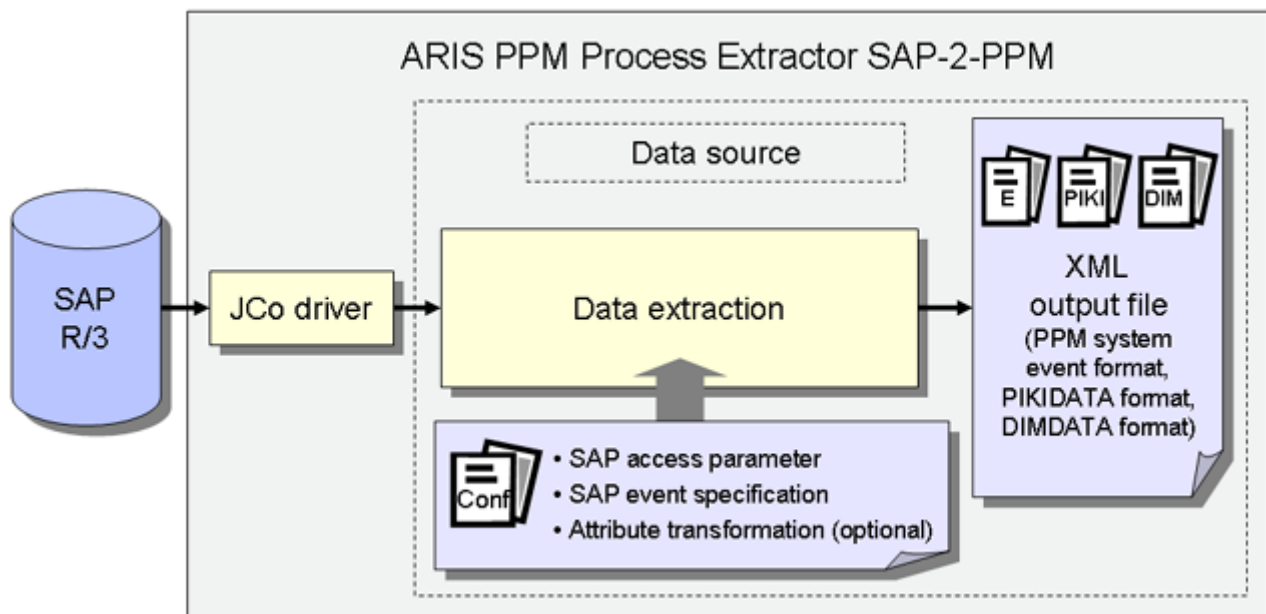 ARIS PPM Process Extractor SAP-2-PPM
Data source
SAP
R/3
JCo driver
Data extraction
E
PIKI
DIM
XML
output file
(PPM system
event format,
PIKIDATA format,
DIMDATA format)
Conf
• SAP access parameter
• SAP event specification
• Attribute transformation (optional)